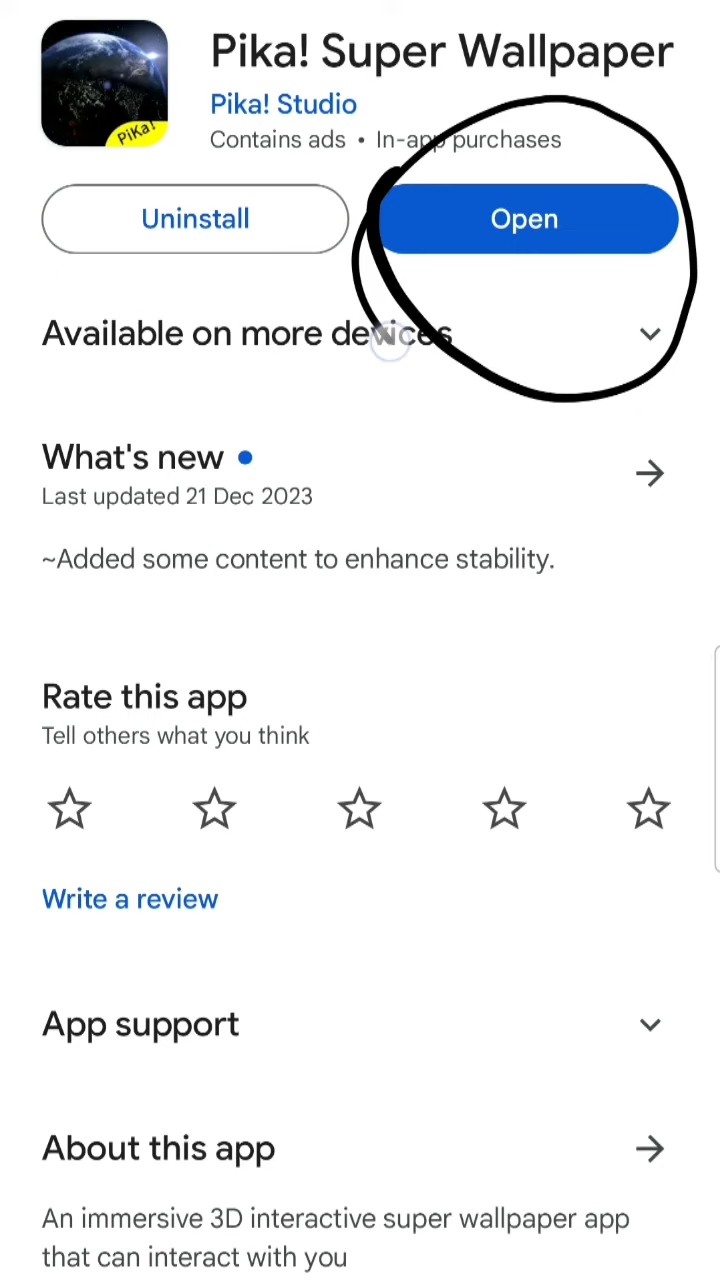 Pika! Super Wallpaper
PiKa!
Pika! Studio
Contains ads • In-app purchases
Uninstall
Open
Available on more devices
What's new
Last updated 21 Dec 2023
~Added some content to enhance stability.
Rate this app
Tell others what you think
Write a review
App support
About this app
An immersive 3D interactive super wallpaper app
that can interact with you